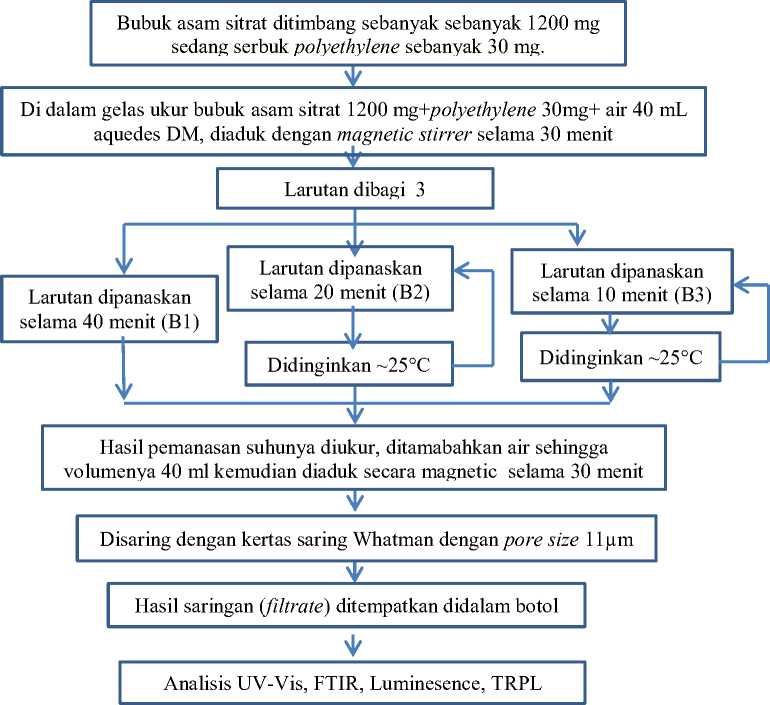 Bubuk asam sitrat ditimbang sebanyak sebanyak 1200 mg
sedang serbuk polyethylene sebanyak 30 mg.
Di dalam gelas ukur bubuk asam sitrat 1200 mg+polyethylene 30mg+ air 40 mL
aquedes DM, diaduk dengan magnetic stirrer selama 30 menit
Larutan dibagi 3
Larutan dipanaskan
selama 40 menit (B1)
Larutan dipanaskan
selama 20 menit (B2)
Larutan dipanaskan
selama 10 menit (B3)
Didinginkan ~25°C
Didinginkan ~25°C
Hasil pemanasan suhunya diukur, ditamabahkan air sehingga
volumenya 40 ml kemudian diaduk secara magnetic selama 30 menit
Disaring dengan kertas saring Whatman dengan pore size 11µm
Hasil saringan (filtrate) ditempatkan didalam botol
Analisis UV-Vis, FTIR, Luminesence, TRPL